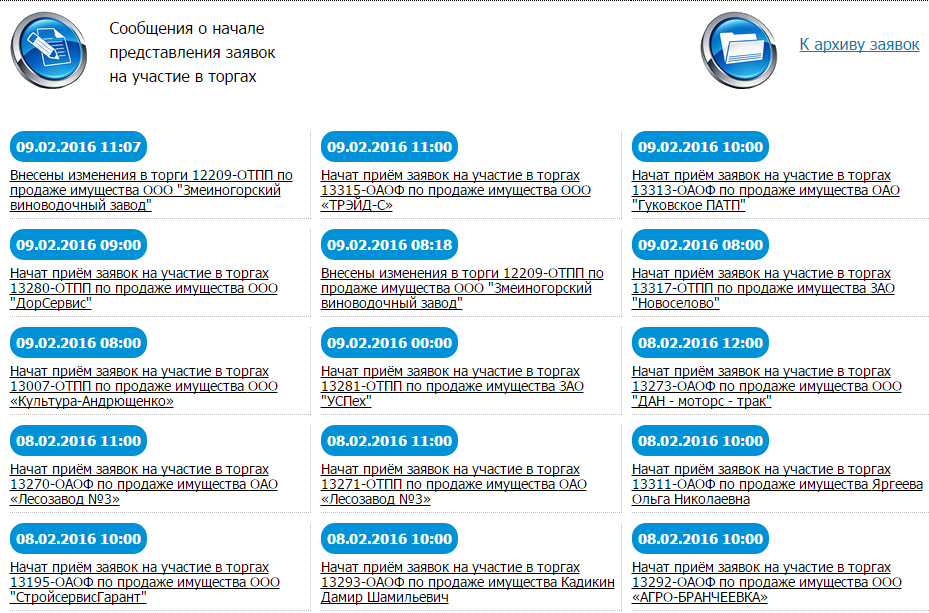 Сообщения о начале
представления заявок
на участие в торгах
К архиву заявок
09.02.2016 11:07
Внесены изменения в торги 12209-ОТПП по
продаже имущества ООО "Змеиногорский
виноводочный завод"
09.02.2016 11:00
Начат приём заявок на участие в торгах
13315-ОАОФ по продаже имущества ООО
«ТРЭЙД-С»
09.02.2016 10:00
Начат приём заявок на участие в торгах
13313-ОАОФ по продаже имущества ОАО
"Гуковское ПАТП"
09.02.2016 09:00
Начат приём заявок на участие в торгах
13280-ОТПП по продаже имущества ООО
"ДорСервис"
09.02.2016 08:18
Внесены изменения в торги 12209-ОТПП по
продаже имущества ООО "Змеиногорский
виноводочный завод"
09.02.2016 08:00
Начат приём заявок на участие в торгах
13317-ОТПП по продаже имущества ЗАО
"Новоселово"
09.02.2016 08:00
Начат приём заявок на участие в торгах
13007-ОТПП по продаже имущества ООО
«Культура-Андрющенко»
09.02.2016 00:00
Начат приём заявок на участие в торгах
13281-ОТПП по продаже имущества ЗАО
"УСПех"
08.02.2016 12:00
Начат приём заявок на участие в торгах
13273-ОАОФ по продаже имущества ООО
"ДАН - моторс - трак"
08.02.2016 11:00
Начат приём заявок на участие в торгах
13270-ОАОФ по продаже имущества ОАО
«Лесозавод №3»
08.02.2016 11:00
Начат приём заявок на участие в торгах
13271-ОТПП по продаже имущества ОАО
«Лесозавод №3»
08.02.2016 10:00
Начат приём заявок на участие в торгах
13311-ОАОФ по продаже имущества Яргеева
Ольга Николаевна
08.02.2016 10:00
Начат приём заявок на участие в торгах
13195-ОАОФ по продаже имущества ООО
"СтройсервисГарант"
08.02.2016 10:00
Начат приём заявок на участие в торгах
13293-ОАОФ по продаже имущества Кадикин
Дамир Шамильевич
08.02.2016 10:00
Начат приём заявок на участие в торгах
13292-ОАОФ по продаже имущества ООО
«АГРО-БРАНЧЕЕВКА»